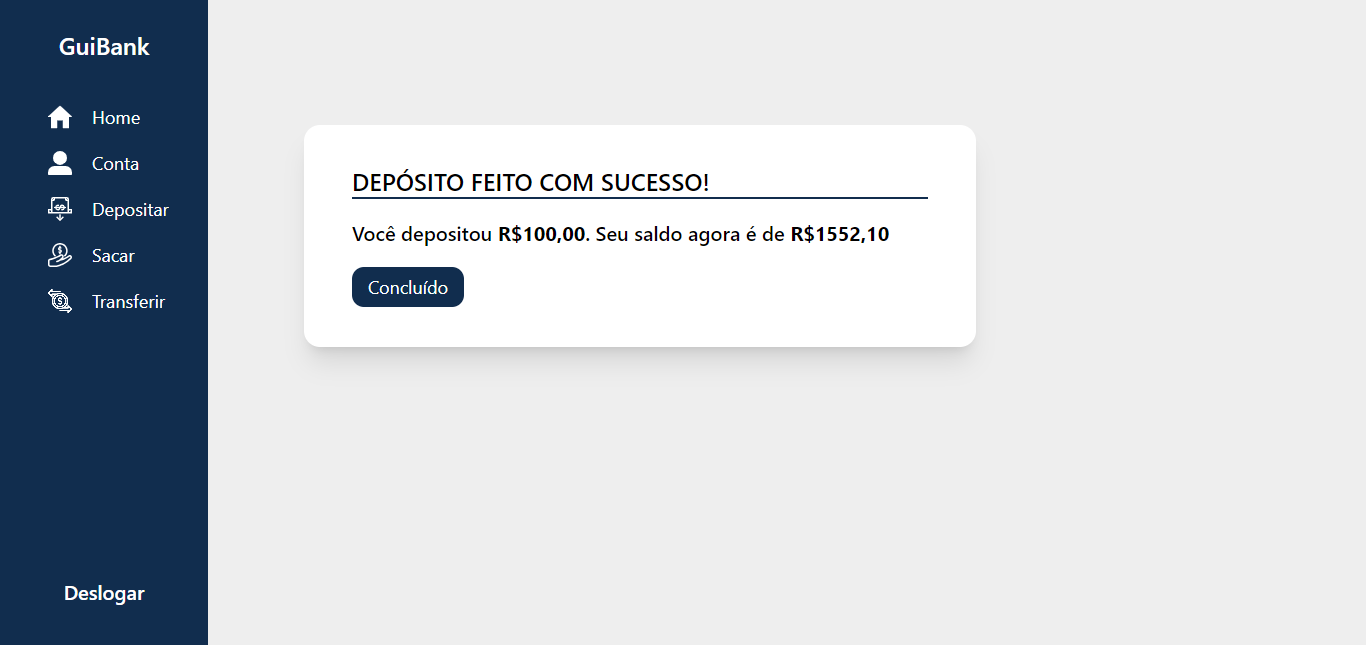 GuiBank
Home
Conta
Depositar
Sacar
Transferir
Deslogar
DEPÓSITO FEITO COM SUCESSO!
Você depositou R$100,00. Seu saldo agora é de R$1552,10
Concluído